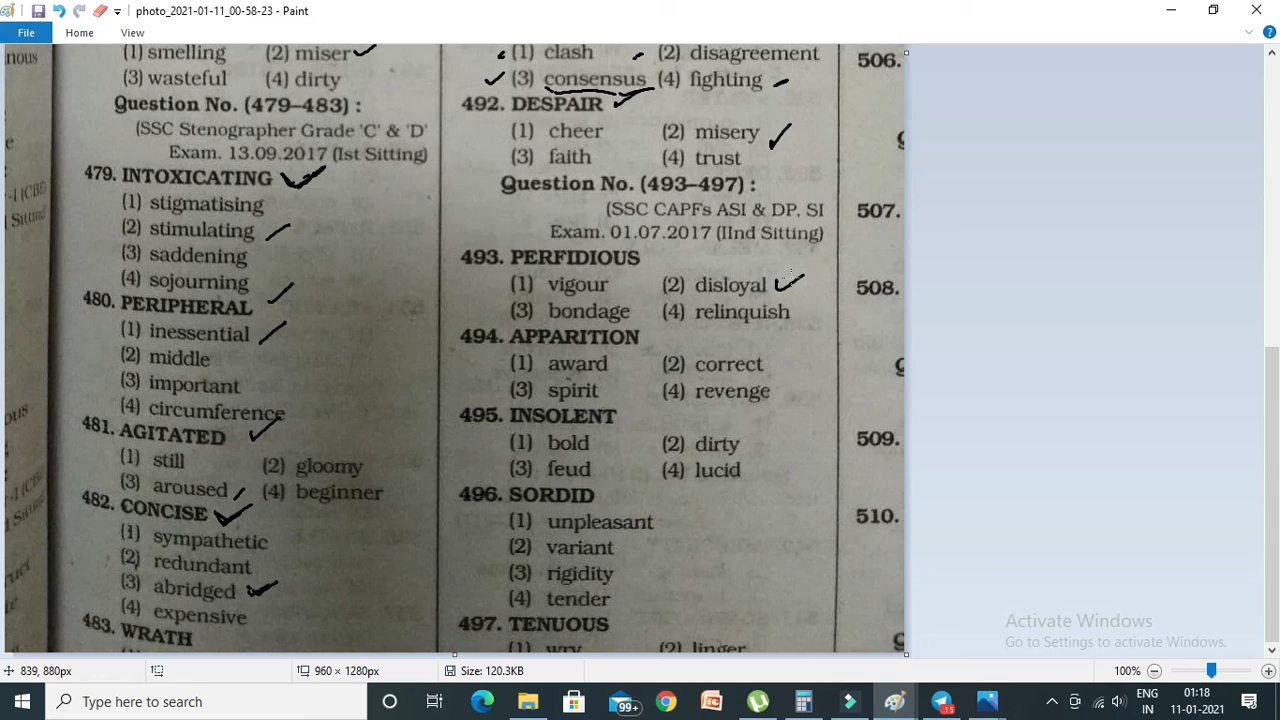 photo_2021-01-11_00-58-23 - Paint
File
Home
View
nous
(1) smelling (2) miser
(3) wasteful (4) dirty
Question No. (479–483) :
(SSC Stenographer Grade 'C' & 'D'
Exam. 13.09.2017 (Ist Sitting)
479. INTOXICATING
(1) stigmatising
(2) stimulating
(3) saddening
(4) sojourning
480. PERIPHERAL
(1) inessential
(2) middle
(3) important
(4) circumference
481. AGITATED
(1) still (2) gloomy
(3) aroused (4) beginner
482. CONCISE
(1) sympathetic
(2) redundant
(3) abridged
(4) expensive
483. WRATH
(1) clash (2) disagreement
(3) consensus (4) fighting
492. DESPAIR
(1) cheer (2) misery
(3) faith (4) trust
Question No. (493–497) :
(SSC CAPFs ASI & DP, SI
Exam. 01.07.2017 (IInd Sitting)
493. PERFIDIOUS
(1) vigour (2) disloyal
(3) bondage (4) relinquish
494. APPARITION
(1) award (2) correct
(3) spirit (4) revenge
495. INSOLENT
(1) bold (2) dirty
(3) feud (4) lucid
496. SORDID
(1) unpleasant
(2) variant
(3) rigidity
(4) tender
497. TENUOUS
(1) wry (2) linger
506.
507.
508.
509.
510.
Activate Windows
Go to Settings to activate Windows.
839, 880px
960 × 1280px
Size: 120.3KB
100%
Type here to search
99+
15
ENG
IN
01:18
11-01-2021